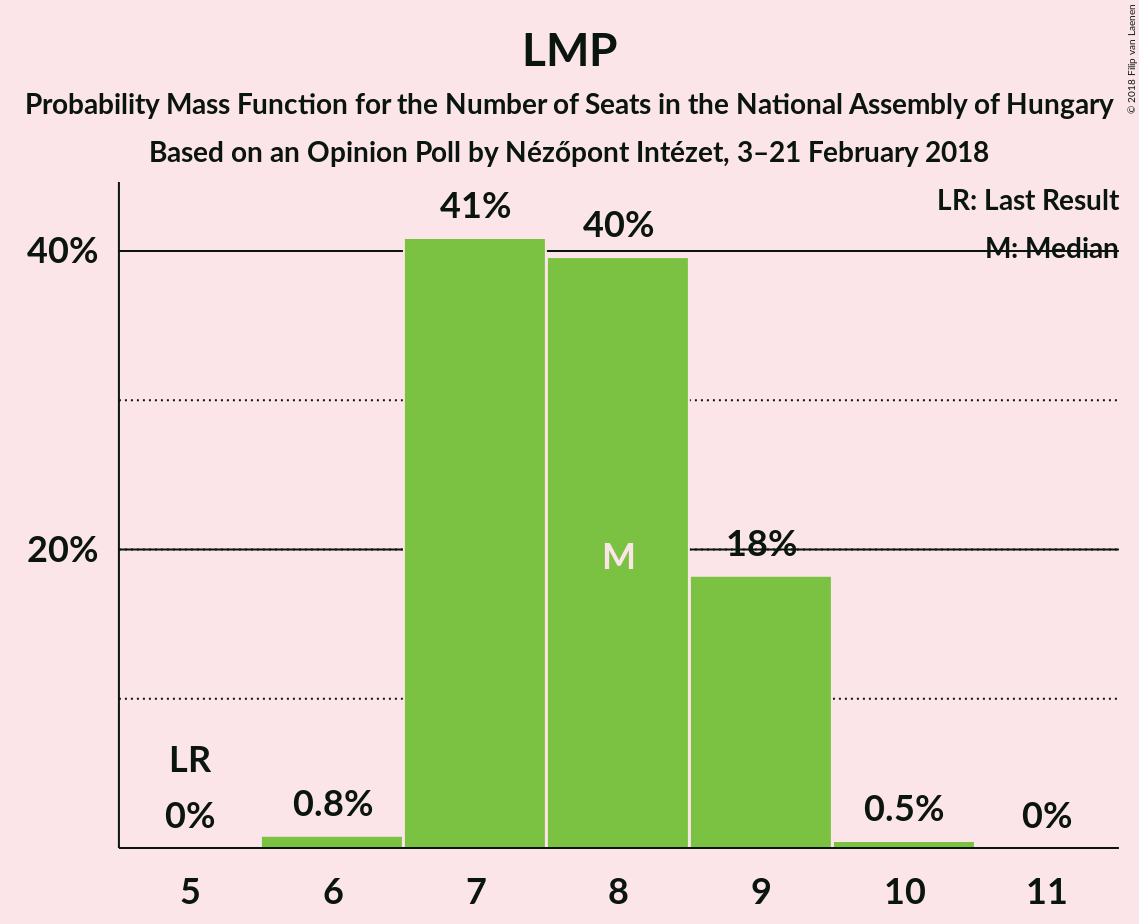 LMP
Probability Mass Function for the Number of Seats in the National Assembly of Hungary
Based on an Opinion Poll by Nézőpont Intézet, 3–21 February 2018
© 2018 Filip van Laenen
LR: Last Result
M: Median
40%
20%
41%
40%
18%
M
LR
0%
0.8%
0.5%
0%
5 6 7 8 9 10 11